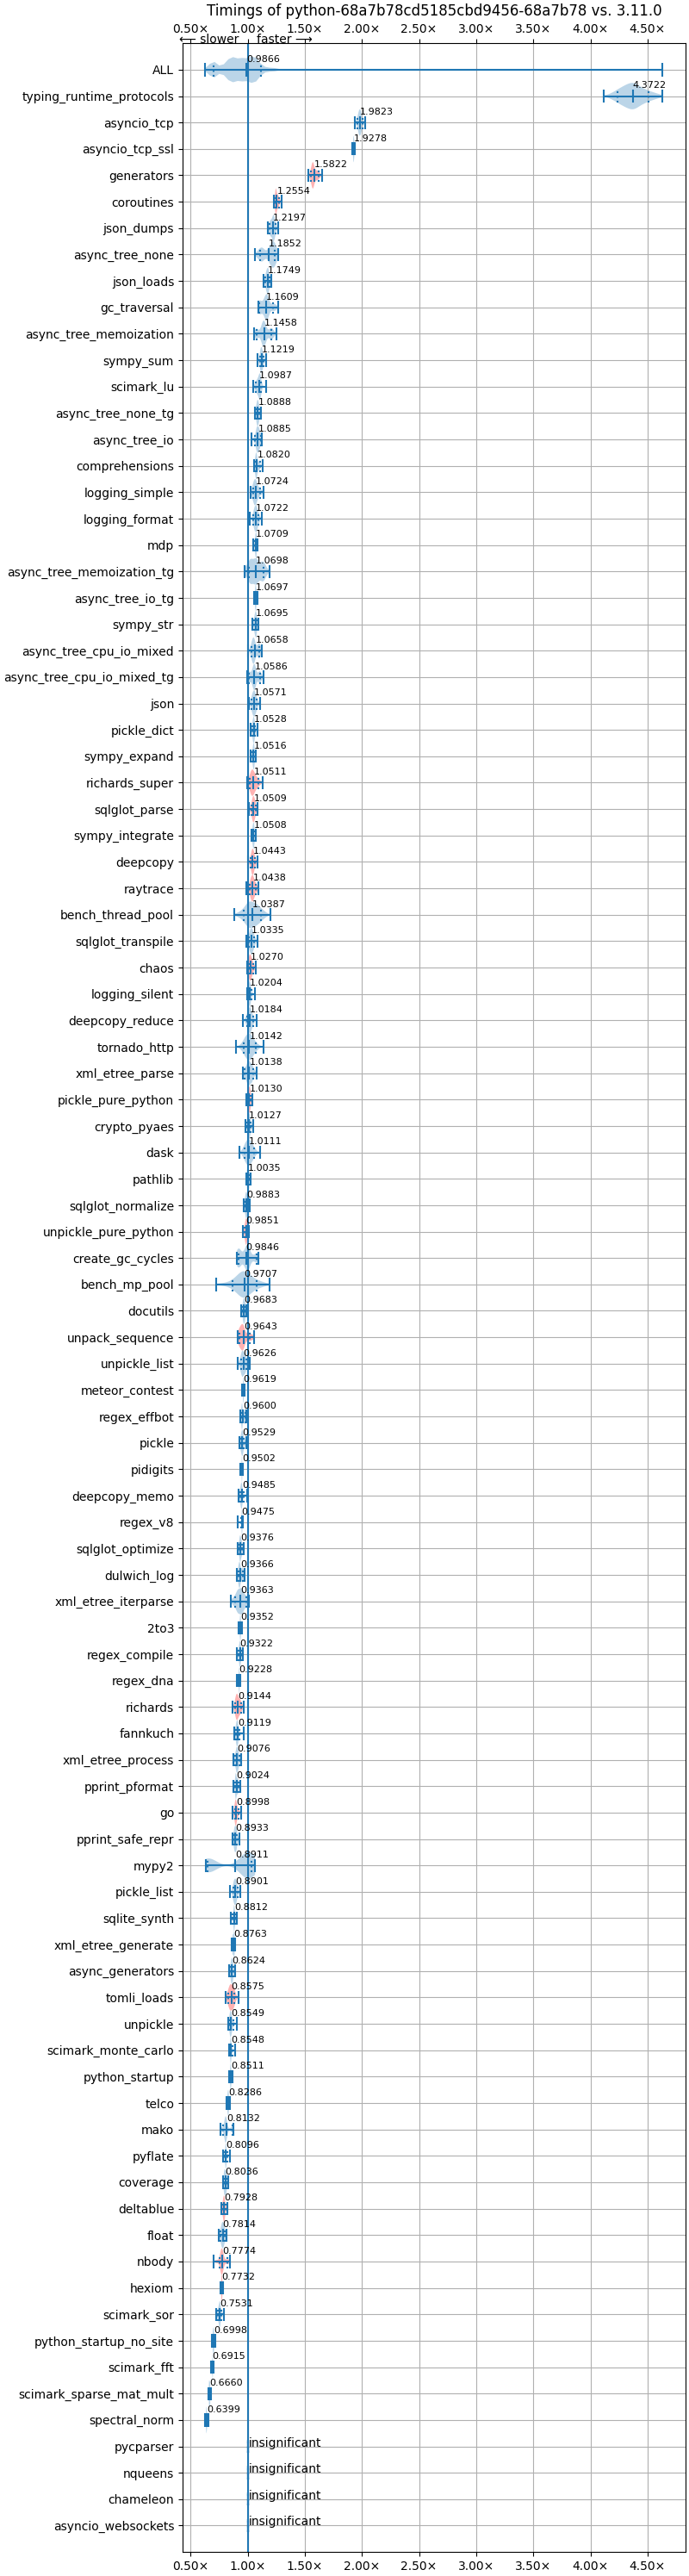 Timings of python-68a7b78cd5185cbd9456-68a7b78 vs. 3.11.0
0.50× 1.00× 1.50× 2.00× 2.50× 3.00× 3.50× 4.00× 4.50×
⟵ slower faster ⟶
ALL 0.9866
typing_runtime_protocols 4.3722
asyncio_tcp 1.9823
asyncio_tcp_ssl 1.9278
generators 1.5822
coroutines 1.2554
json_dumps 1.2197
async_tree_none 1.1852
json_loads 1.1749
gc_traversal 1.1609
async_tree_memoization 1.1458
sympy_sum 1.1219
scimark_lu 1.0987
async_tree_none_tg 1.0888
async_tree_io 1.0885
comprehensions 1.0820
logging_simple 1.0724
logging_format 1.0722
mdp 1.0709
async_tree_memoization_tg 1.0698
async_tree_io_tg 1.0697
sympy_str 1.0695
async_tree_cpu_io_mixed 1.0658
async_tree_cpu_io_mixed_tg 1.0586
json 1.0571
pickle_dict 1.0528
sympy_expand 1.0516
richards_super 1.0511
sqlglot_parse 1.0509
sympy_integrate 1.0508
deepcopy 1.0443
raytrace 1.0438
bench_thread_pool 1.0387
sqlglot_transpile 1.0335
chaos 1.0270
logging_silent 1.0204
deepcopy_reduce 1.0184
tornado_http 1.0142
xml_etree_parse 1.0138
pickle_pure_python 1.0130
crypto_pyaes 1.0127
dask 1.0111
pathlib 1.0035
sqlglot_normalize 0.9883
unpickle_pure_python 0.9851
create_gc_cycles 0.9846
bench_mp_pool 0.9707
docutils 0.9683
unpack_sequence 0.9643
unpickle_list 0.9626
meteor_contest 0.9619
regex_effbot 0.9600
pickle 0.9529
pidigits 0.9502
deepcopy_memo 0.9485
regex_v8 0.9475
sqlglot_optimize 0.9376
dulwich_log 0.9366
xml_etree_iterparse 0.9363
2to3 0.9352
regex_compile 0.9322
regex_dna 0.9228
richards 0.9144
fannkuch 0.9119
xml_etree_process 0.9076
pprint_pformat 0.9024
go 0.8998
pprint_safe_repr 0.8933
mypy2 0.8911
pickle_list 0.8901
sqlite_synth 0.8812
xml_etree_generate 0.8763
async_generators 0.8624
tomli_loads 0.8575
unpickle 0.8549
scimark_monte_carlo 0.8548
python_startup 0.8511
telco 0.8286
mako 0.8132
pyflate 0.8096
coverage 0.8036
deltablue 0.7928
float 0.7814
nbody 0.7774
hexiom 0.7732
scimark_sor 0.7531
python_startup_no_site 0.6998
scimark_fft 0.6915
scimark_sparse_mat_mult 0.6660
spectral_norm 0.6399
pycparser insignificant
nqueens insignificant
chameleon insignificant
asyncio_websockets insignificant
0.50× 1.00× 1.50× 2.00× 2.50× 3.00× 3.50× 4.00× 4.50×